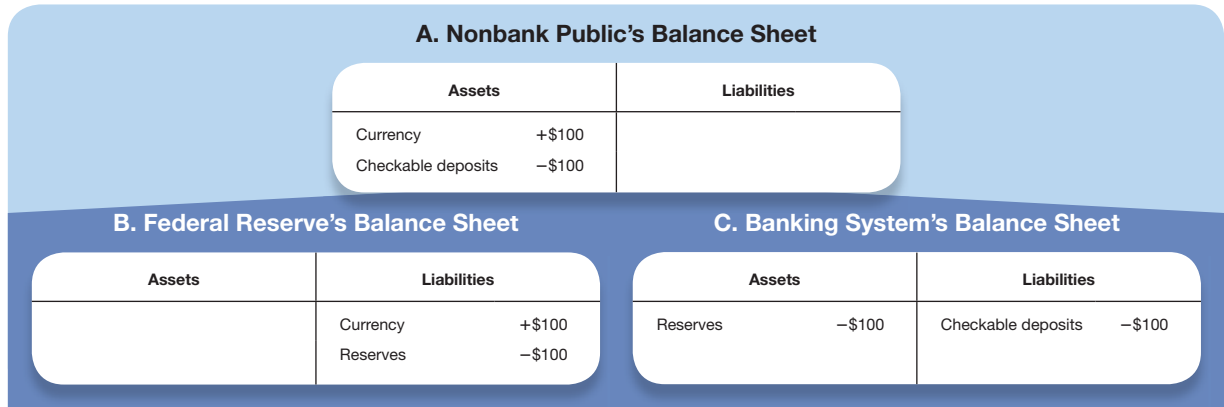 A. Nonbank Public's Balance Sheet
Assets Liabilities
Currency +$100
Checkable deposits −$100
B. Federal Reserve's Balance Sheet
Assets Liabilities
Currency +$100
Reserves −$100
C. Banking System's Balance Sheet
Assets Liabilities
Reserves −$100 Checkable deposits −$100